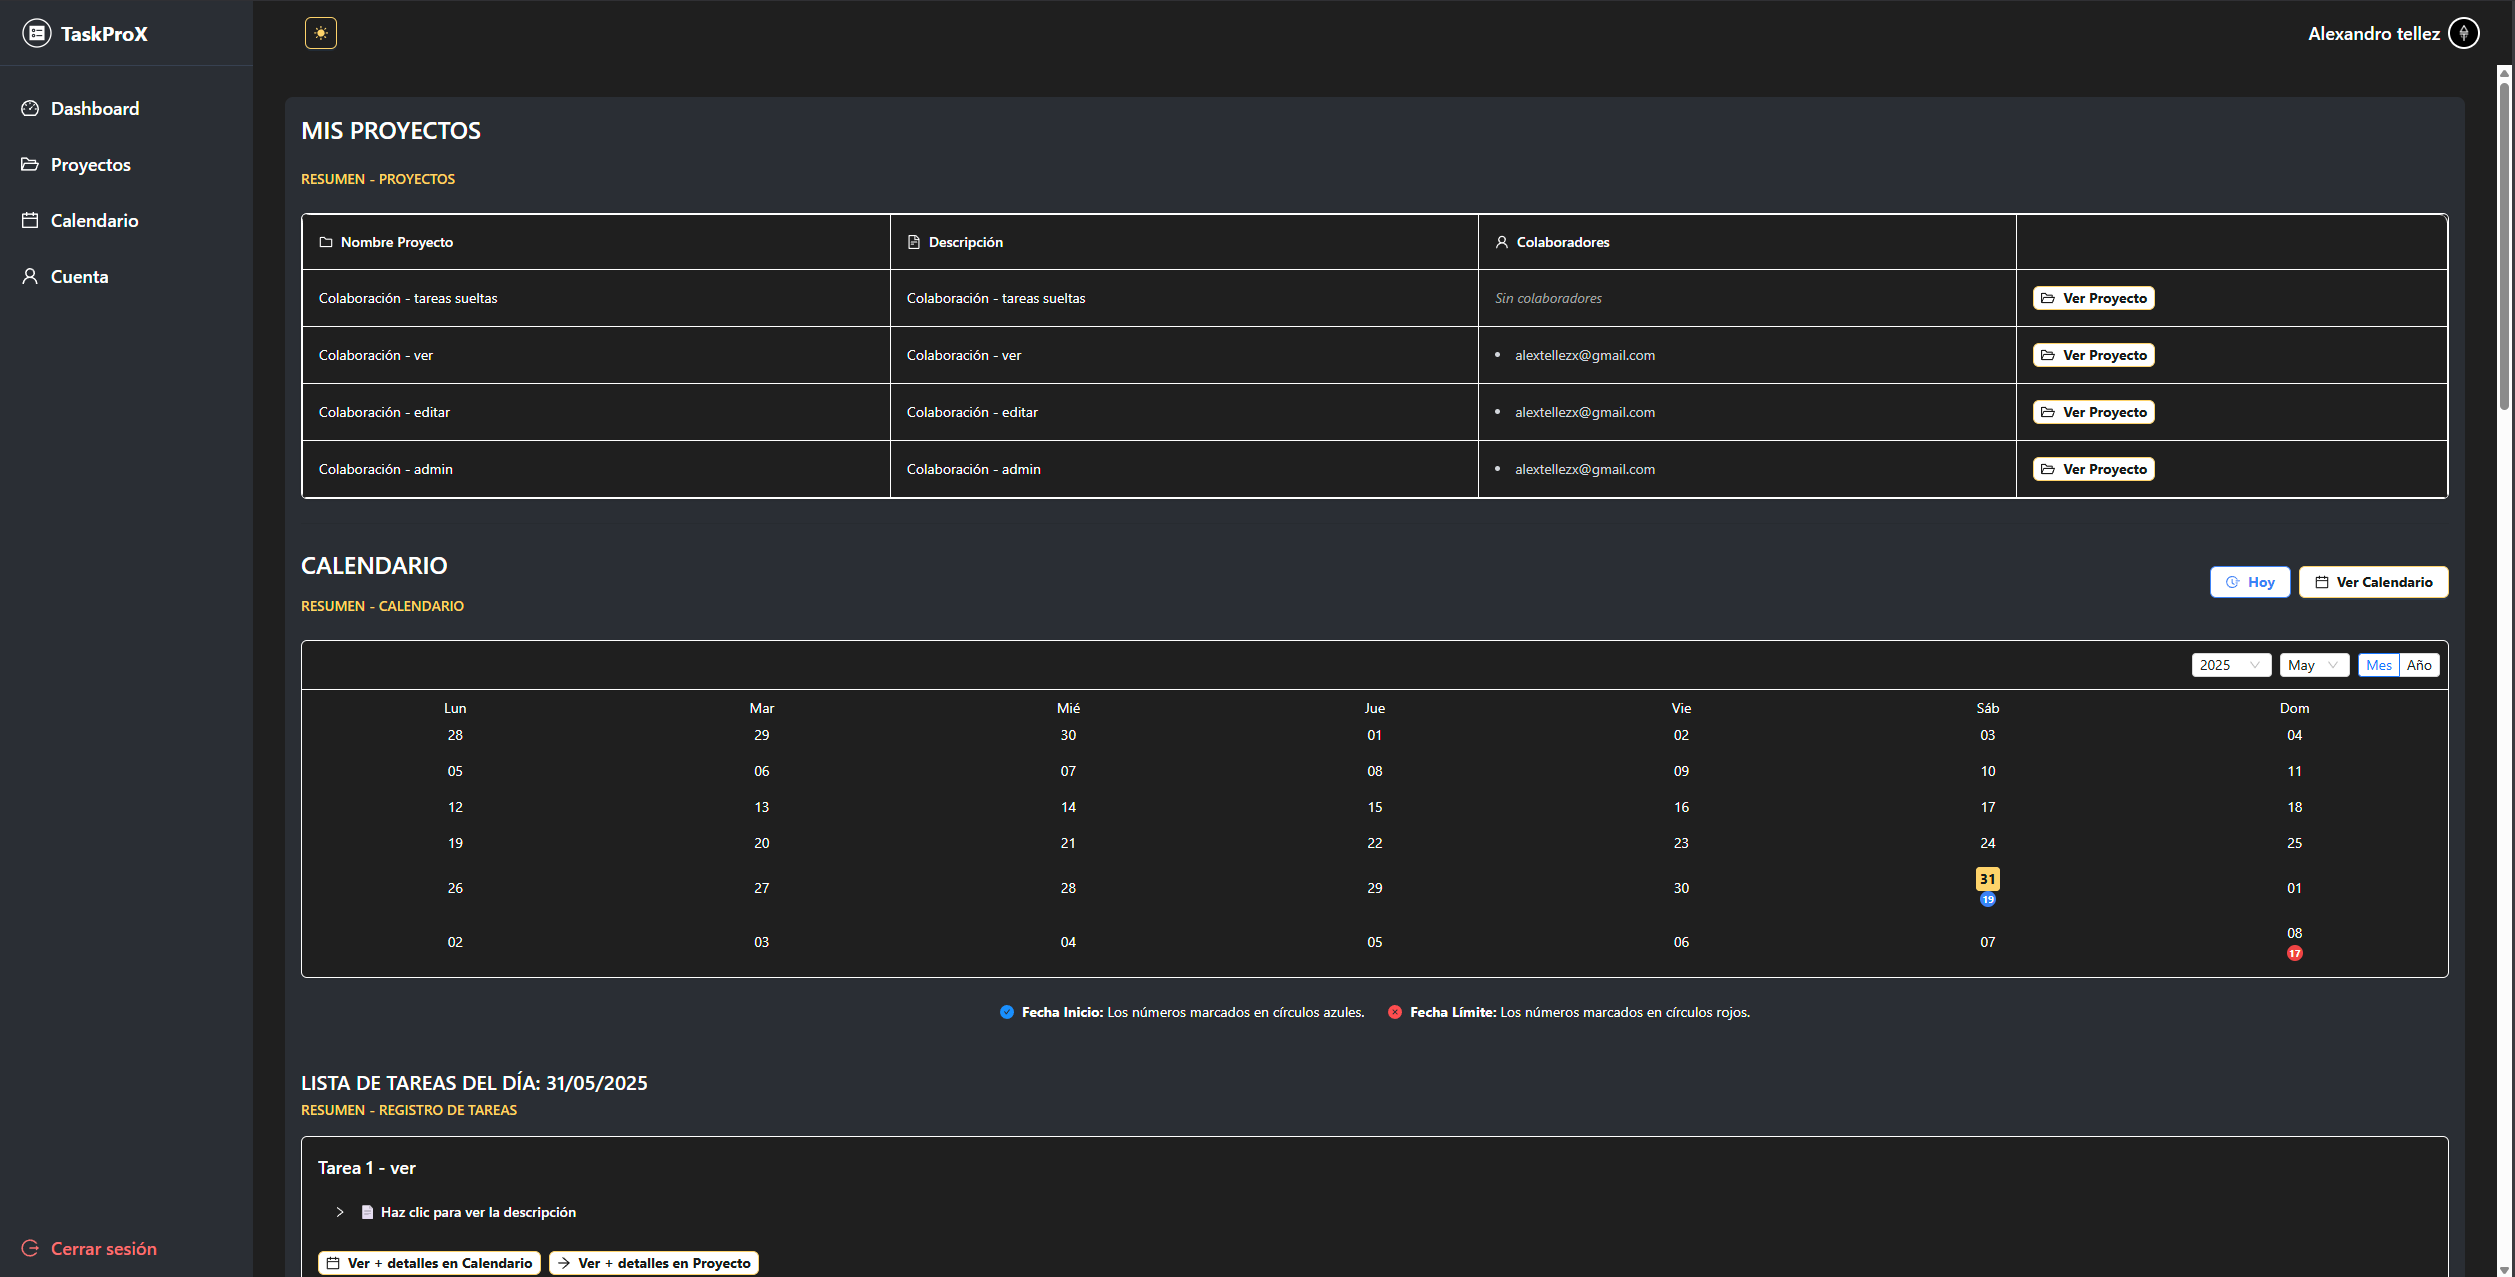 TaskProX
Alexandro tellez
Dashboard
Proyectos
Calendario
Cuenta
Cerrar sesión
MIS PROYECTOS
RESUMEN - PROYECTOS
Nombre Proyecto Descripción Colaboradores
Colaboración - tareas sueltas Colaboración - tareas sueltas Sin colaboradores Ver Proyecto
Colaboración - ver Colaboración - ver • alextellezx@gmail.com Ver Proyecto
Colaboración - editar Colaboración - editar • alextellezx@gmail.com Ver Proyecto
Colaboración - admin Colaboración - admin • alextellezx@gmail.com Ver Proyecto
CALENDARIO
RESUMEN - CALENDARIO
Hoy Ver Calendario
2025 May Mes Año
Lun Mar Mié Jue Vie Sáb Dom
28 29 30 01 02 03 04
05 06 07 08 09 10 11
12 13 14 15 16 17 18
19 20 21 22 23 24 25
26 27 28 29 30 31 01
19
02 03 04 05 06 07 08
17
Fecha Inicio: Los números marcados en círculos azules. Fecha Límite: Los números marcados en círculos rojos.
LISTA DE TAREAS DEL DÍA: 31/05/2025
RESUMEN - REGISTRO DE TAREAS
Tarea 1 - ver
Haz clic para ver la descripción
Ver + detalles en Calendario Ver + detalles en Proyecto